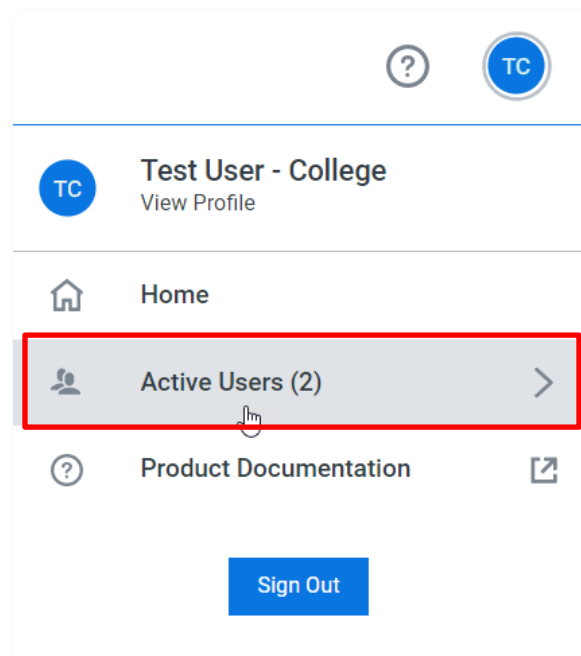 ? TC
TC Test User - College
View Profile
Home
Active Users (2)
? Product Documentation
Sign Out